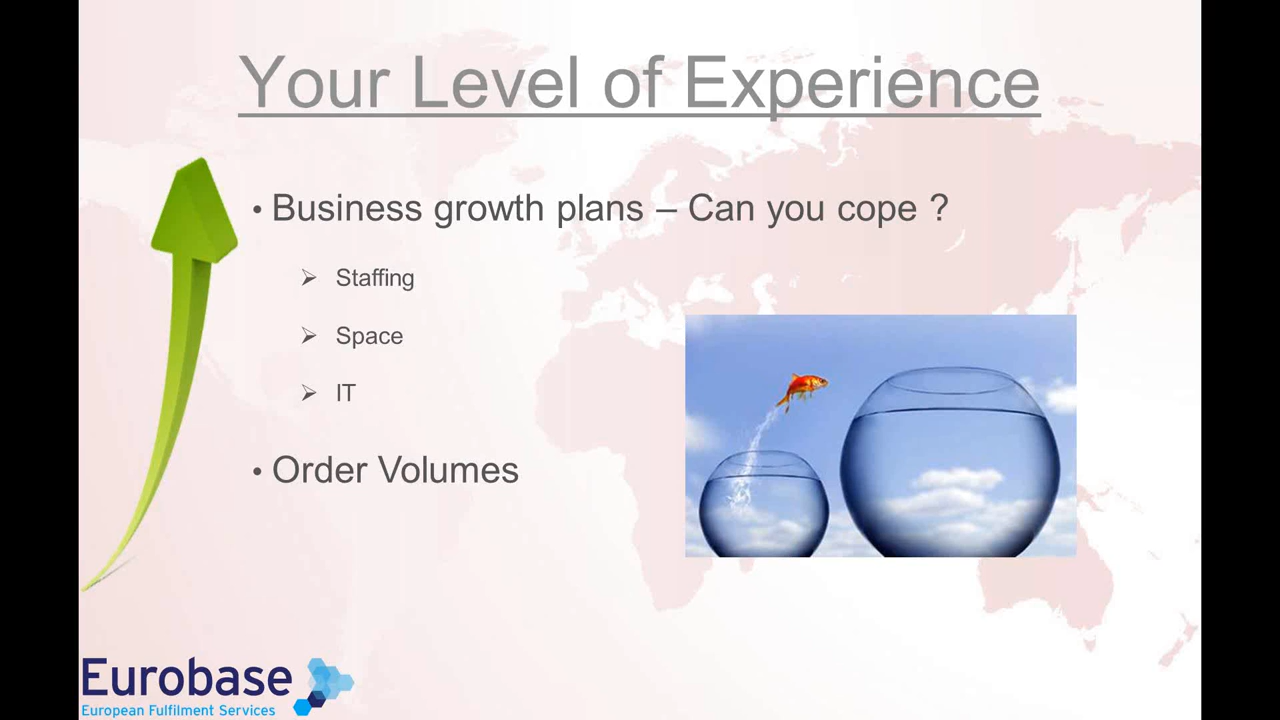 Your Level of Experience
• Business growth plans – Can you cope ?
➢ Staffing
➢ Space
➢ IT
• Order Volumes
Eurobase
European Fulfilment Services